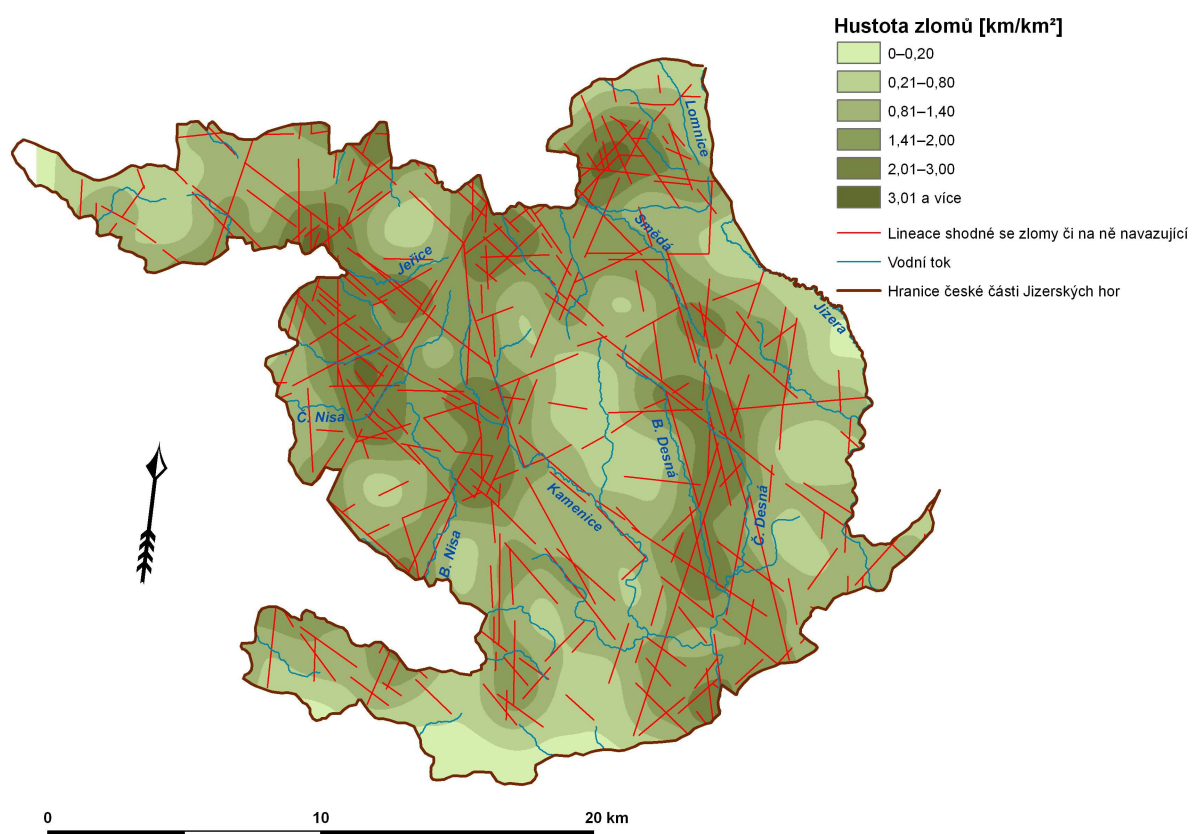 Hustota zlomů [km/km²]
0–0,20
0,21–0,80
0,81–1,40
1,41–2,00
2,01–3,00
3,01 a více
Lineace shodné se zlomy či na ně navazující
Vodní tok
Hranice české části Jizerských hor
Lomnice
Smědá
Jeřice
Jizera
Č. Nisa
B. Desná
Kamenice
Č. Desná
B. Nisa
0
10
20 km